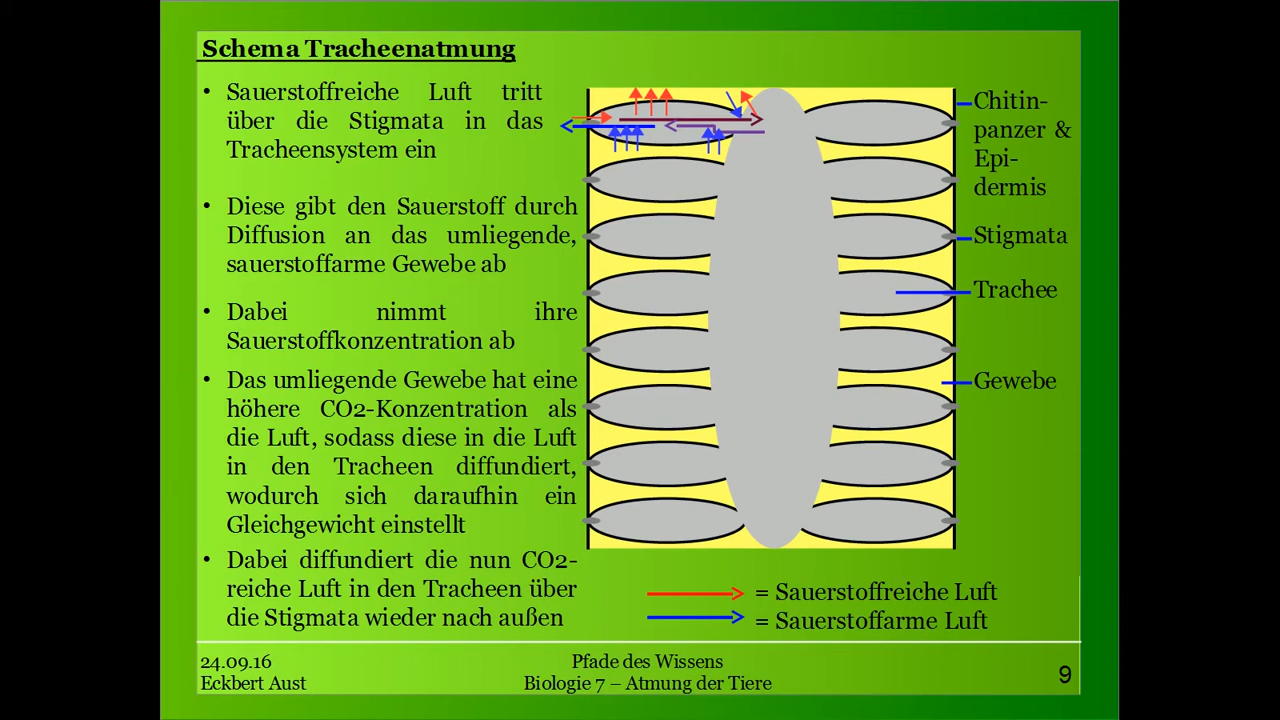 Schema Tracheenatmung
• Sauerstoffreiche Luft tritt
über die Stigmata in das
Tracheensystem ein
• Diese gibt den Sauerstoff durch
Diffusion an das umliegende,
sauerstoffarme Gewebe ab
• Dabei nimmt ihre
Sauerstoffkonzentration ab
• Das umliegende Gewebe hat eine
höhere CO2-Konzentration als
die Luft, sodass diese in die Luft
in den Tracheen diffundiert,
wodurch sich daraufhin ein
Gleichgewicht einstellt
• Dabei diffundiert die nun CO2-
reiche Luft in den Tracheen über
die Stigmata wieder nach außen
Chitin-
panzer &
Epi-
dermis
Stigmata
Trachee
Gewebe
= Sauerstoffreiche Luft
= Sauerstoffarme Luft
24.09.16
Eckbert Aust
Pfade des Wissens
Biologie 7 – Atmung der Tiere
9